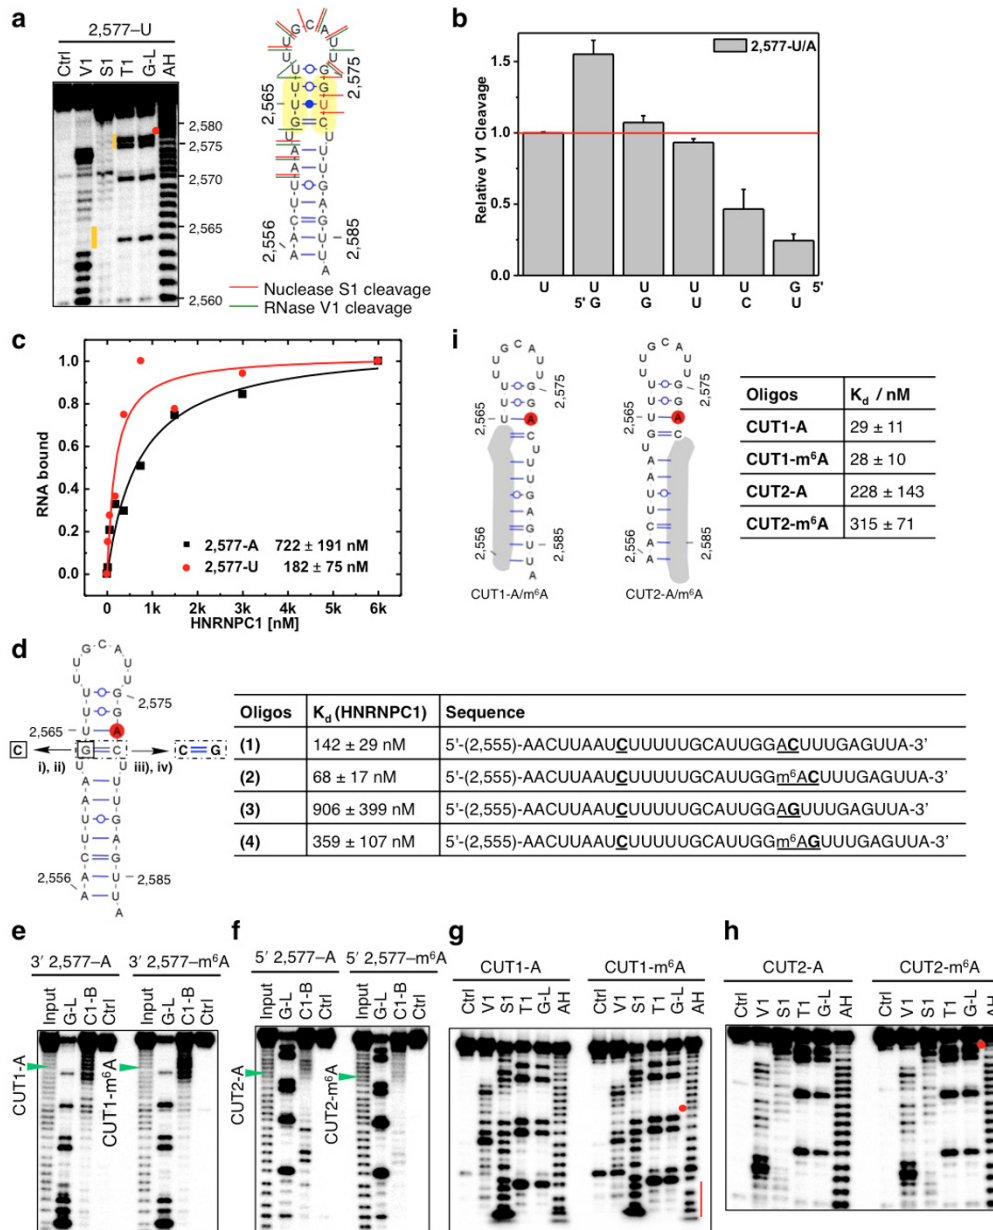 a
2,577–U
Ctrl
V1
S1
T1
G-L
AH
2,580
2,575
2,570
2,565
2,560
2,565
2,575
2,556
2,585
Nuclease S1 cleavage
RNase V1 cleavage
b
2,577-U/A
Relative V1 Cleavage
1.5
1.0
0.5
0.0
U U U U U G 5'
5' G G U C U
c
RNA bound
1.0
0.8
0.6
0.4
0.2
0.0
2,577-A 722 ± 191 nM
2,577-U 182 ± 75 nM
0 1k 2k 3k 4k 5k 6k
HNRNPC1 [nM]
i
2,565
2,575
2,556
2,585
CUT1-A/m6A
2,565
2,575
2,556
2,585
CUT2-A/m6A
Oligos Kd / nM
CUT1-A 29 ± 11
CUT1-m6A 28 ± 10
CUT2-A 228 ± 143
CUT2-m6A 315 ± 71
d
2,575
2,565
C
i), ii)
iii), iv)
C G
2,556
2,585
Oligos Kd (HNRNPC1) Sequence
(1) 142 ± 29 nM 5'-(2,555)-AACUUAAUCUUUUUGCAUUGGACUUUGAGUUA-3'
(2) 68 ± 17 nM 5'-(2,555)-AACUUAAUCUUUUUGCAUUGGm6ACUUUGAGUUA-3'
(3) 906 ± 399 nM 5'-(2,555)-AACUUAAUCUUUUUGCAUUGGAGUUUGAGUUA-3'
(4) 359 ± 107 nM 5'-(2,555)-AACUUAAUCUUUUUGCAUUGGm6AGUUUGAGUUA-3'
e
3′ 2,577–A 3′ 2,577–m6A
Input G-L C1-B Ctrl Input G-L C1-B Ctrl
CUT1-A
CUT1-m6A
f
5′ 2,577–A 5′ 2,577–m6A
Input G-L C1-B Ctrl Input G-L C1-B Ctrl
CUT2-A
CUT2-m6A
g
CUT1-A CUT1-m6A
Ctrl V1 S1 T1 G-L AH Ctrl V1 S1 T1 G-L AH
h
CUT2-A CUT2-m6A
Ctrl V1 S1 T1 G-L AH Ctrl V1 S1 T1 G-L AH